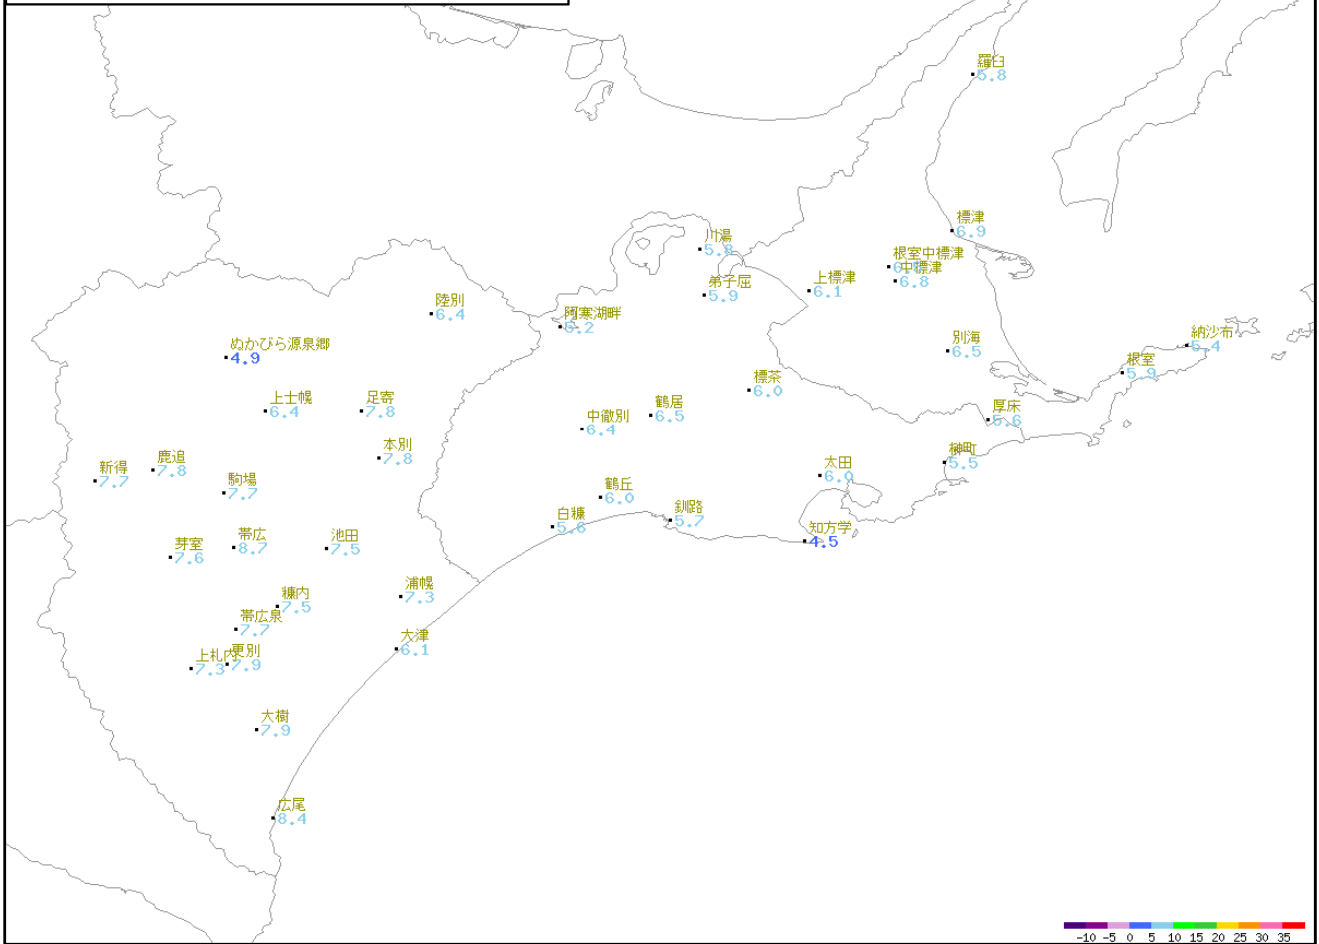 羅臼
5.8
標津
6.9
川湯
5.8
根室中標津
中標津
6.8
上標津
6.1
弟子屈
5.9
陸別
6.4
阿寒湖畔
別海
6.5
納沙布
5.4
ぬかびら源泉郷
4.9
根室
5.9
標茶
6.0
上士幌
6.4
足寄
7.8
鶴居
6.5
中徹別
6.4
厚床
5.6
本別
7.8
榊町
5.5
鹿追
7.8
新得
7.7
太田
6.0
駒場
7.7
鶴丘
6.0
白糠
5.6
釧路
5.7
知方学
4.5
帯広
8.7
池田
7.5
芽室
7.6
浦幌
7.3
糠内
7.5
帯広泉
7.7
大津
6.1
上札内
7.3
更別
7.9
大樹
7.9
広尾
8.4
-10 -5 0 5 10 15 20 25 30 35